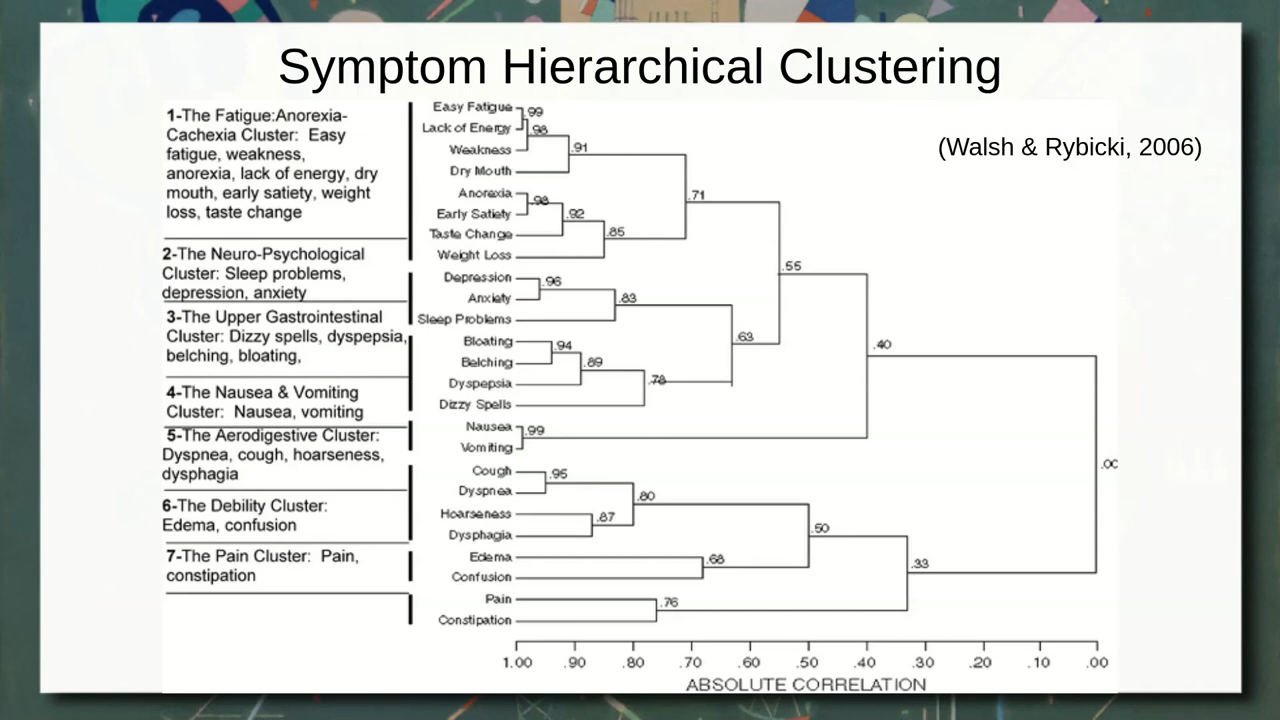 Symptom Hierarchical Clustering
(Walsh & Rybicki, 2006)
1-The Fatigue:Anorexia-
Cachexia Cluster: Easy
fatigue, weakness,
anorexia, lack of energy, dry
mouth, early satiety, weight
loss, taste change
2-The Neuro-Psychological
Cluster: Sleep problems,
depression, anxiety
3-The Upper Gastrointestinal
Cluster: Dizzy spells, dyspepsia,
belching, bloating,
4-The Nausea & Vomiting
Cluster: Nausea, vomiting
5-The Aerodigestive Cluster:
Dyspnea, cough, hoarseness,
dysphagia
6-The Debility Cluster:
Edema, confusion
7-The Pain Cluster: Pain,
constipation
Easy Fatigue
.99
Lack of Energy
.98
Weakness
.91
Dry Mouth
Anorexia
.98
.71
Early Satiety
.92
Taste Change
.85
Weight Loss
.55
Depression
.96
Anxiety
.83
Sleep Problems
.63
Bloating
.94
.40
Belching
.89
Dyspepsia
.78
Dizzy Spells
Nausea
.99
Vomiting
.00
Cough
.95
Dyspnea
.80
Hoarseness
.87
.50
Dysphagia
Edema
.68
.33
Confusion
Pain
.76
Constipation
1.00 .90 .80 .70 .60 .50 .40 .30 .20 .10 .00
ABSOLUTE CORRELATION